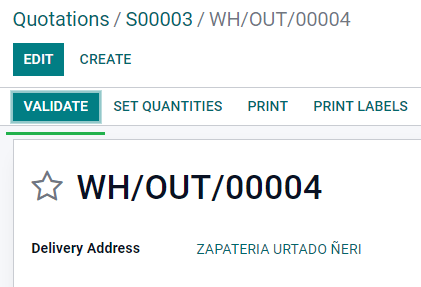 Quotations / S00003 / WH/OUT/00004
EDIT CREATE
VALIDATE SET QUANTITIES PRINT PRINT LABELS
WH/OUT/00004
Delivery Address ZAPATERIA URTADO ÑERI